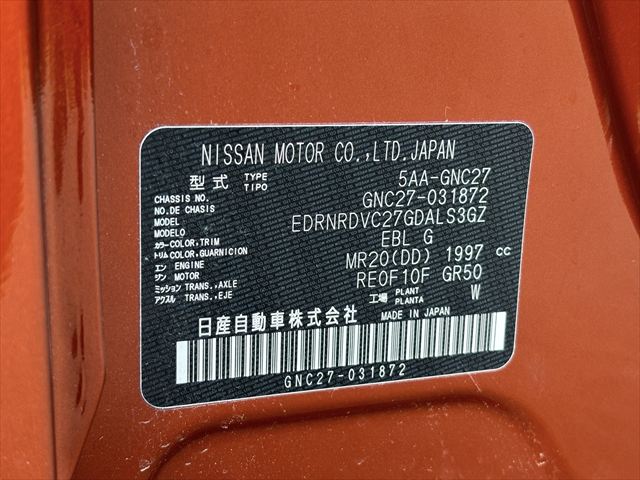 NISSAN MOTOR CO.,LTD.JAPAN
型式 TYPE TIPO 5AA-GNC27
CHASSIS NO. NO.DE CHASIS GNC27-031872
MODEL MODELO EDRNRDVC27GDALS3GZ
カラー COLOR,TRIM トリム COLOR,GUARNICION EBL G
エン ENGINE ジン MOTOR MR20(DD) 1997 CC
ミッション TRANS., アクスル TRANS.,EJE RE0F10F GR50
工場 PLANT PLANTA W
日産自動車株式会社 MADE IN JAPAN
GNC27-031872